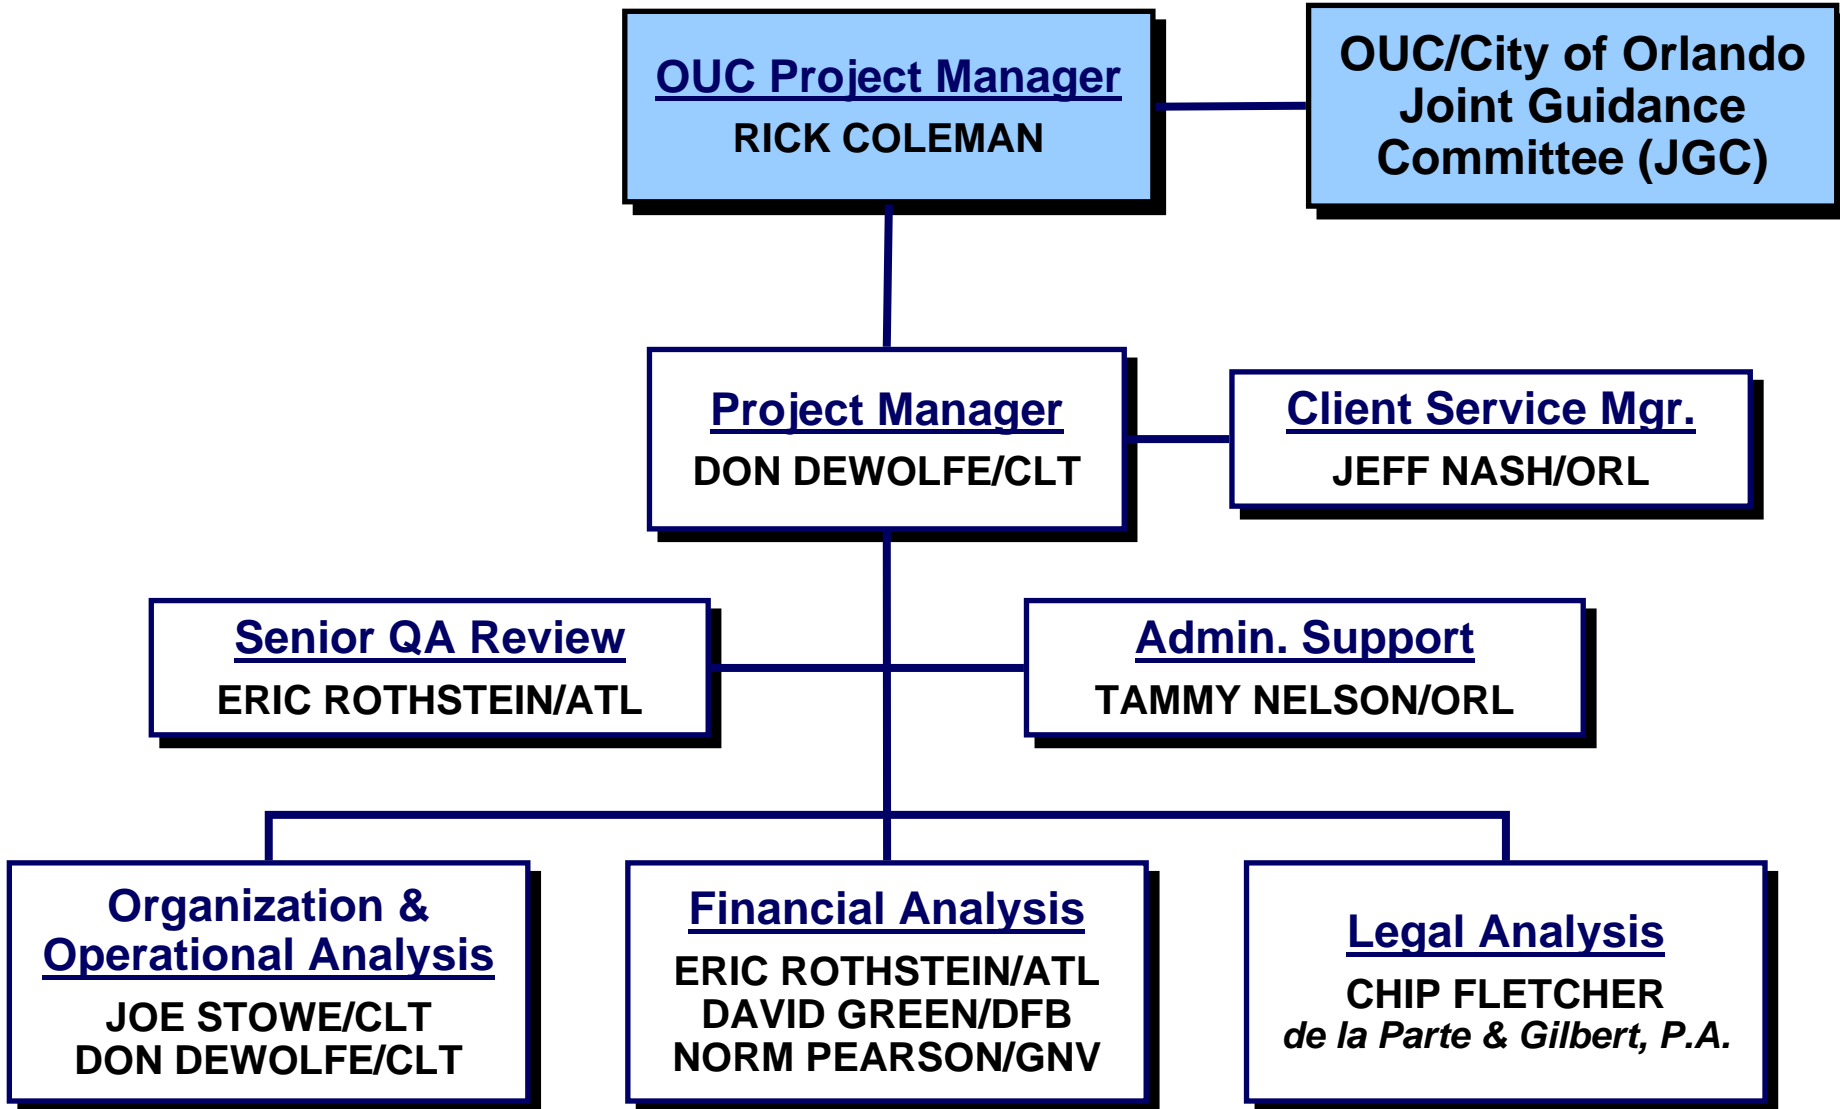 OUC Project Manager
RICK COLEMAN
OUC/City of Orlando
Joint Guidance
Committee (JGC)
Project Manager
DON DEWOLFE/CLT
Client Service Mgr.
JEFF NASH/ORL
Senior QA Review
ERIC ROTHSTEIN/ATL
Admin. Support
TAMMY NELSON/ORL
Organization &
Operational Analysis
JOE STOWE/CLT
DON DEWOLFE/CLT
Financial Analysis
ERIC ROTHSTEIN/ATL
DAVID GREEN/DFB
NORM PEARSON/GNV
Legal Analysis
CHIP FLETCHER
de la Parte & Gilbert, P.A.